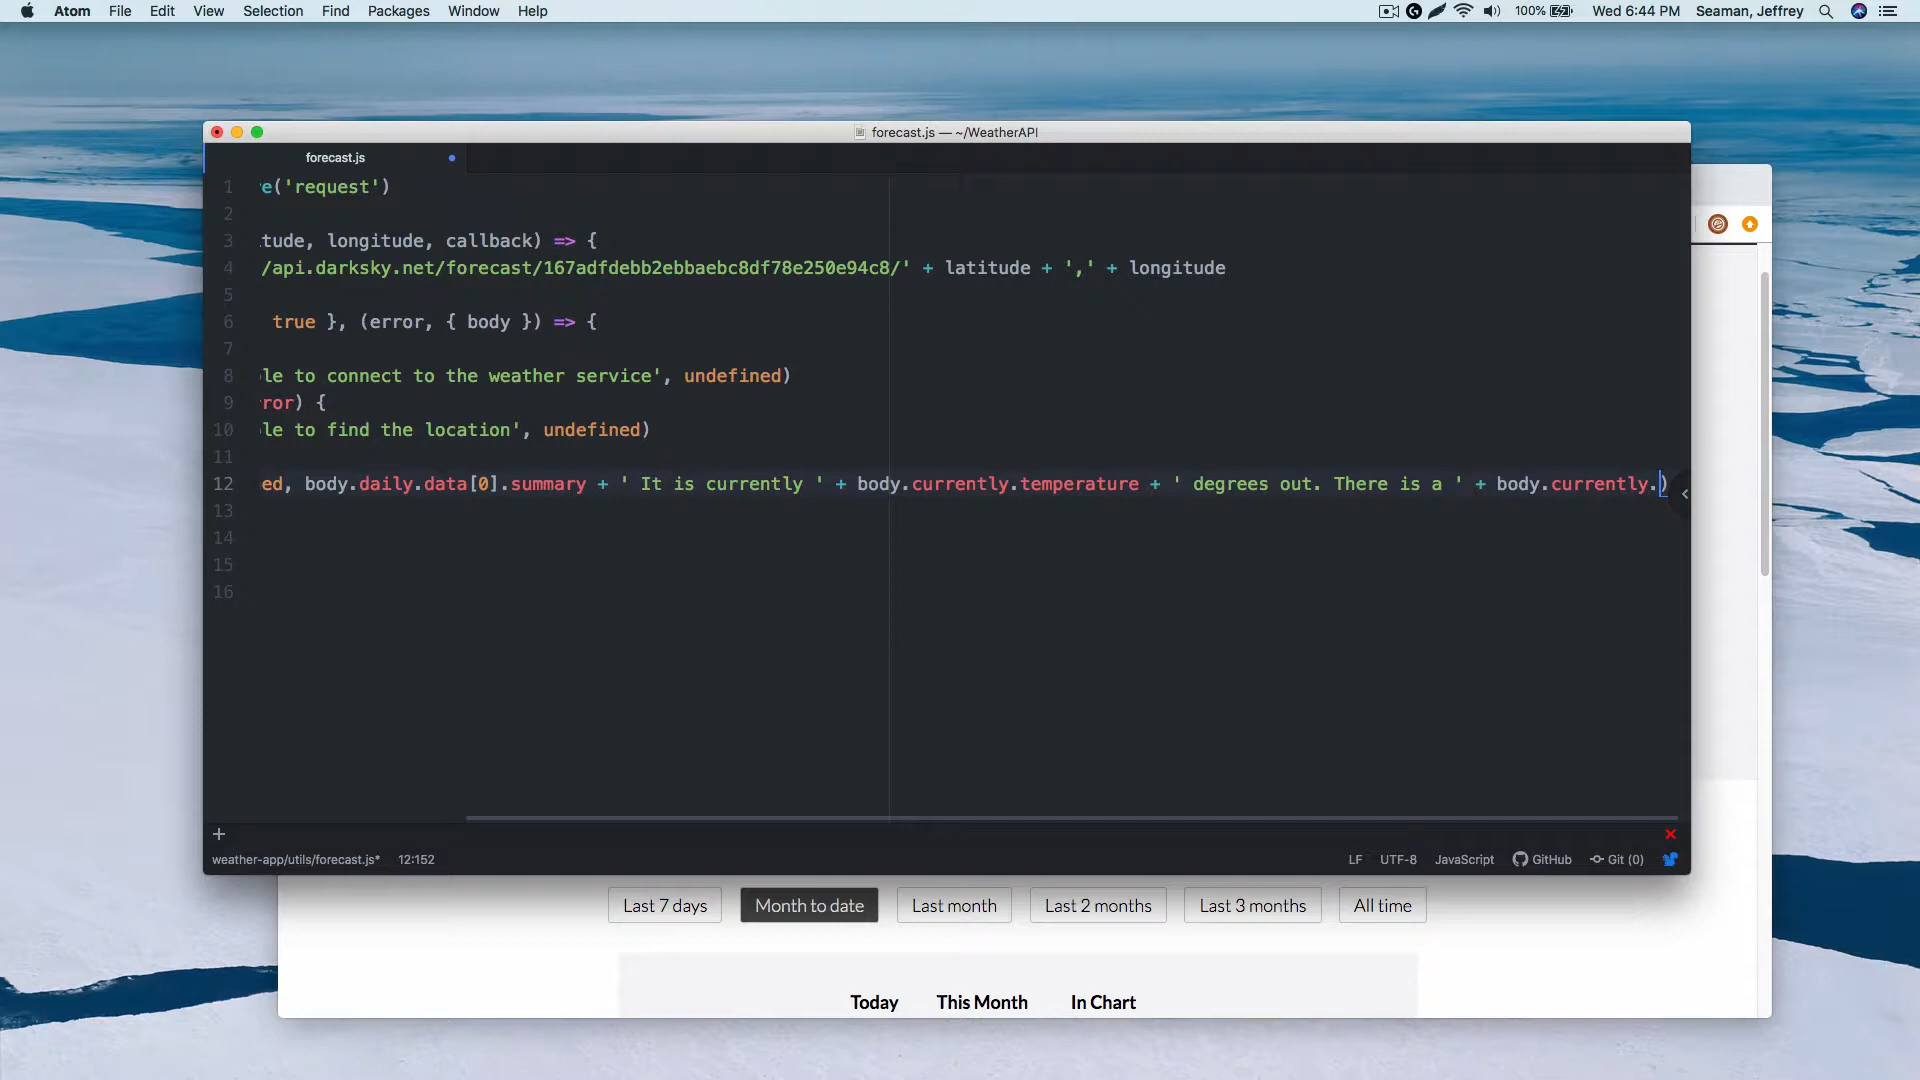 Atom File Edit View Selection Find Packages Window Help 100% Wed 6:44 PM Seaman, Jeffrey
forecast.js — ~/WeatherAPI
forecast.js
1 e('request')
2
3 tude, longitude, callback) => {
4 /api.darksky.net/forecast/167adfdebb2ebbaebc8df78e250e94c8/' + latitude + ',' + longitude
5
6 true }, (error, { body }) => {
7
8 le to connect to the weather service', undefined)
9 ror) {
10 le to find the location', undefined)
11
12 ed, body.daily.data[0].summary + ' It is currently ' + body.currently.temperature + ' degrees out. There is a ' + body.currently.)
13
14
15
16
weather-app/utils/forecast.js* 12:152 LF UTF-8 JavaScript GitHub Git (0)
Last 7 days Month to date Last month Last 2 months Last 3 months All time
Today This Month In Chart